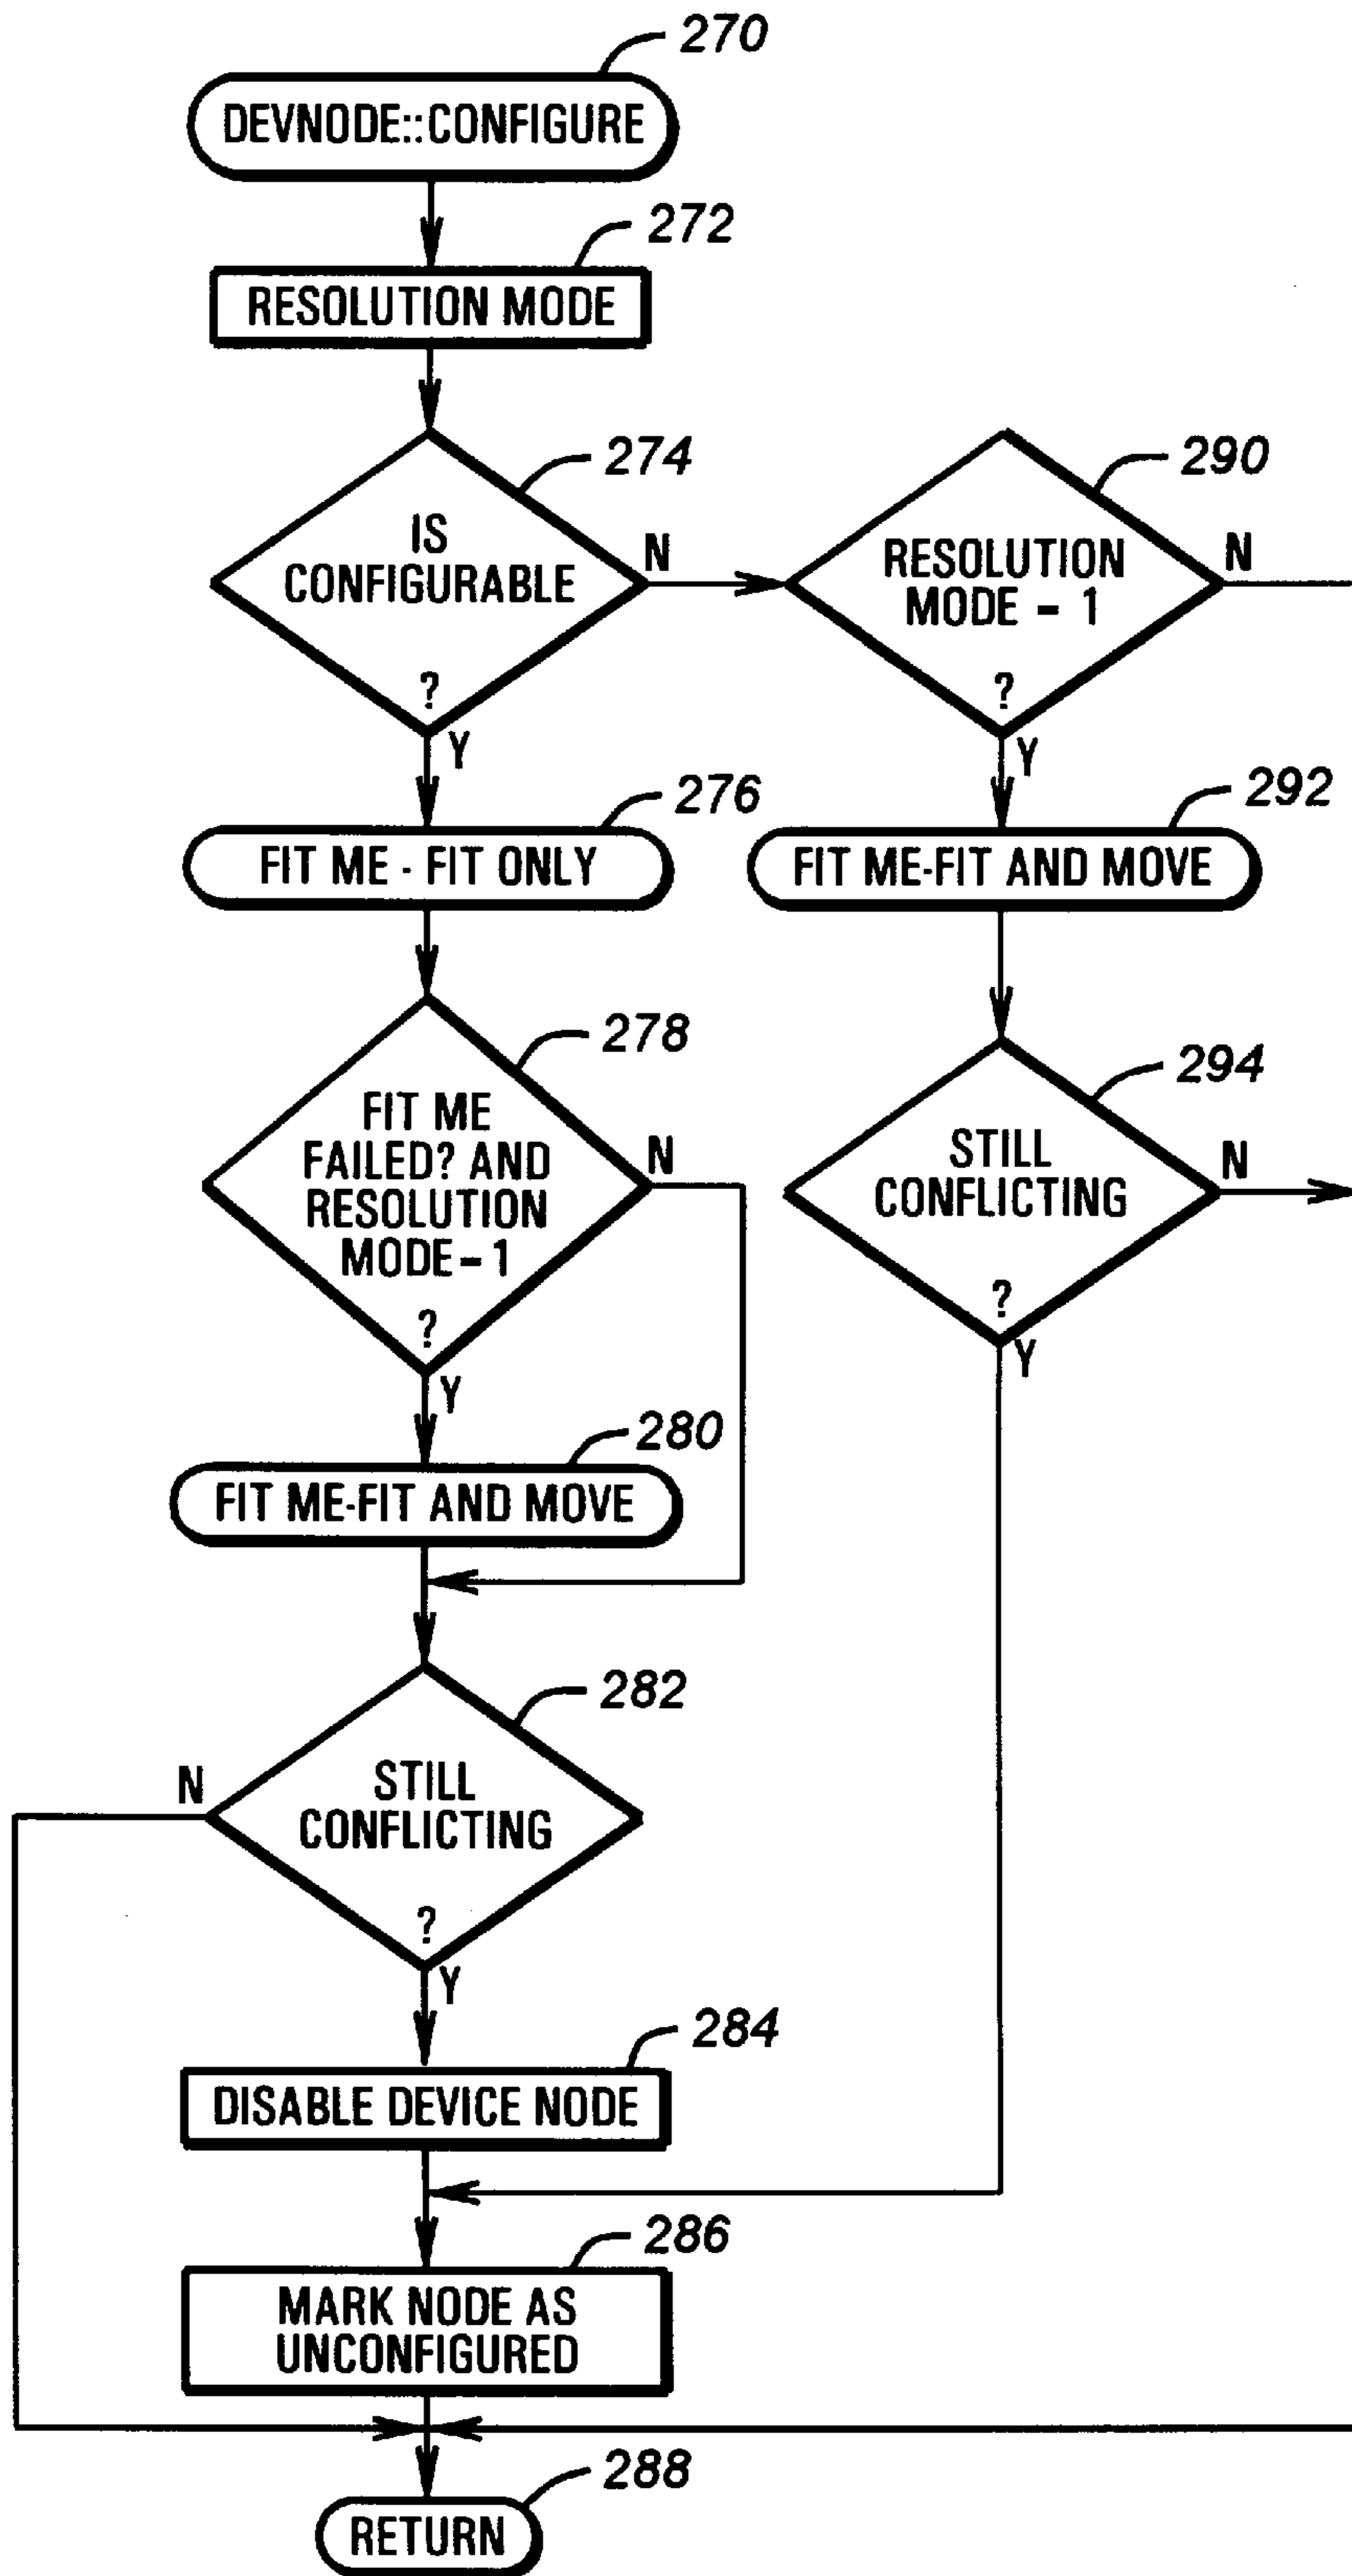 270
DEVNODE::CONFIGURE
272
RESOLUTION MODE
274
IS
CONFIGURABLE
?
N
Y
290
RESOLUTION
MODE - 1
?
N
Y
276
FIT ME - FIT ONLY
292
FIT ME-FIT AND MOVE
278
FIT ME
FAILED? AND
RESOLUTION
MODE - 1
?
N
Y
294
STILL
CONFLICTING
?
N
Y
280
FIT ME-FIT AND MOVE
282
STILL
CONFLICTING
?
N
Y
284
DISABLE DEVICE NODE
286
MARK NODE AS
UNCONFIGURED
288
RETURN